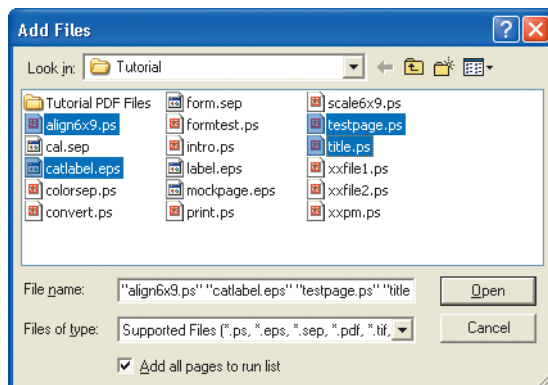 Add Files
Look in: Tutorial
Tutorial PDF Files form.sep scale6x9.ps
align6x9.ps formtest.ps testpage.ps
cal.sep intro.ps title.ps
catlabel.eps label.eps xxfile1.ps
colorsep.ps mockpage.eps xxfile2.ps
convert.ps print.ps xxpm.ps
File name: "align6x9.ps" "catlabel.eps" "testpage.ps" "title Open
Files of type: Supported Files (*.ps, *.eps, *.sep, *.pdf, *.tif, Cancel
Add all pages to run list